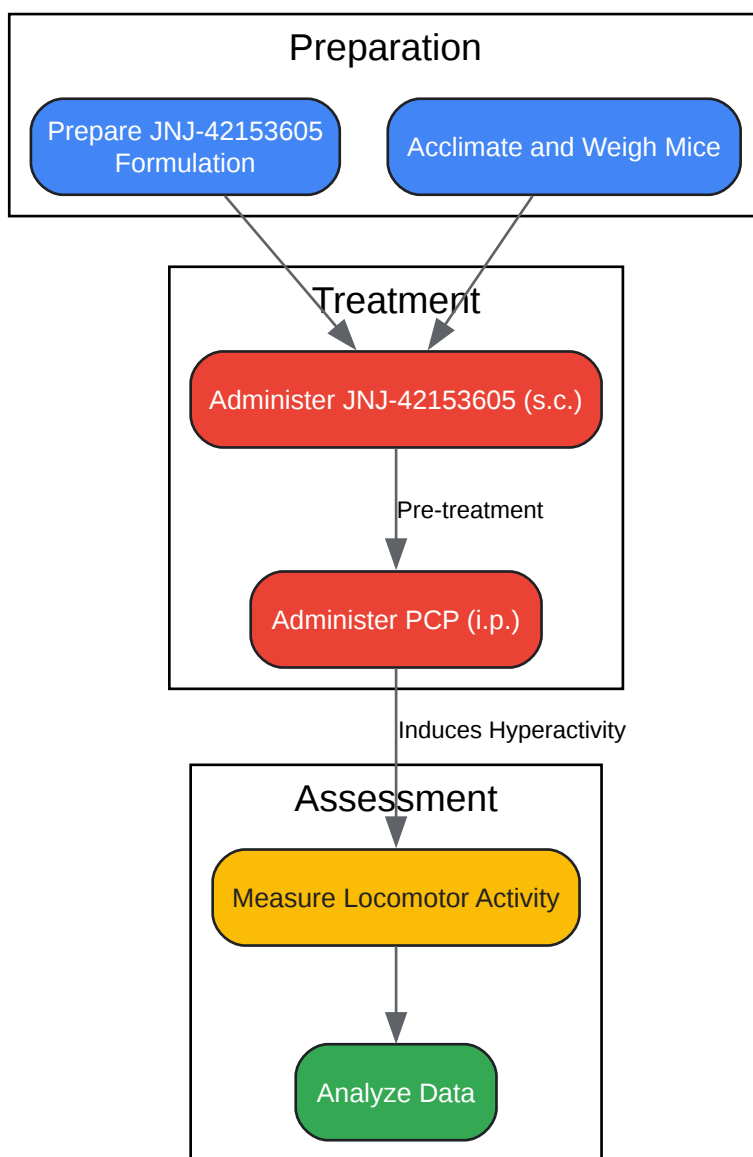 Preparation
Prepare JNJ-42153605
Formulation
Acclimate and Weigh Mice
Treatment
Administer JNJ-42153605 (s.c.)
Pre-treatment
Administer PCP (i.p.)
Induces Hyperactivity
Assessment
Measure Locomotor Activity
Analyze Data